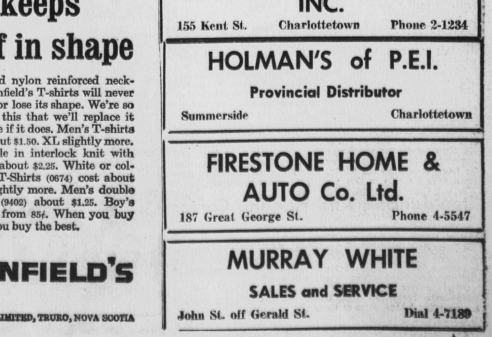 keeps
f in shape
d nylon reinforced neck-
nfield's T-shirts will never
or lose its shape. We're so
this that we'll replace it
e if it does. Men's T-shirts
ut $1.50. XL slightly more.
le in interlock knit with
about $2.25. White or col-
T-Shirts (0674) cost about
ghtly more. Men's double
(9402) about $1.25. Boy's
from 85¢. When you buy
ou buy the best.
NFIELD'S
IMITED, TRURO, NOVA SCOTIA
INC.
155 Kent St. Charlottetown Phone 2-1234
HOLMAN'S of P.E.I.
Provincial Distributor
Summerside Charlottetown
FIRESTONE HOME &
AUTO Co. Ltd.
187 Great George St. Phone 4-5547
MURRAY WHITE
SALES and SERVICE
John St. off Gerald St. Dial 4-7189